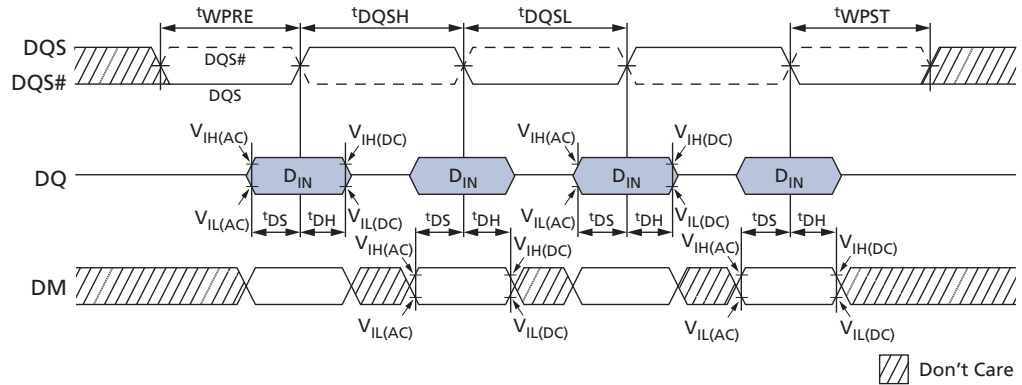 tWPRE tDQSH tDQSL tWPST
DQS
DQS#
DQS#
DQS
VIH(AC) VIH(DC) VIH(AC) VIH(DC)
DQ
DIN DIN DIN DIN
VIL(AC) VIL(DC) VIL(AC) VIL(DC)
tDS tDH tDS tDH tDS tDH tDS tDH
VIH(AC) VIH(DC) VIH(AC) VIH(DC)
DM
VIL(AC) VIL(DC) VIL(AC) VIL(DC)
Don't Care